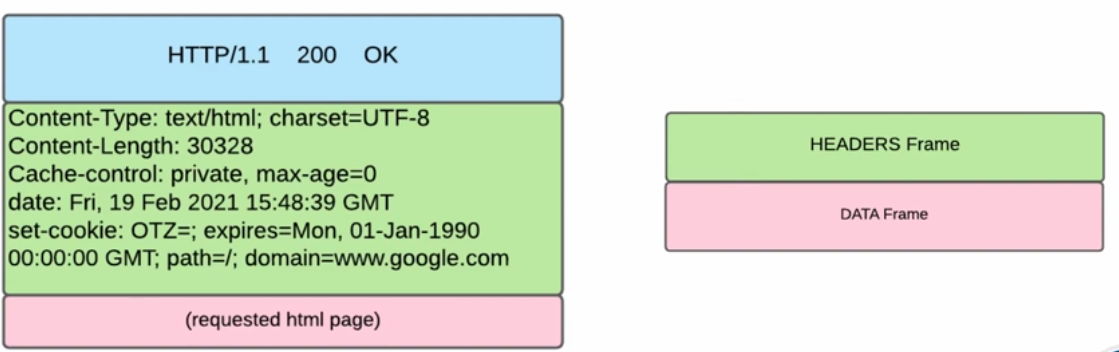 HTTP/1.1 200 OK
Content-Type: text/html; charset=UTF-8
Content-Length: 30328
Cache-control: private, max-age=0
date: Fri, 19 Feb 2021 15:48:39 GMT
set-cookie: OTZ=; expires=Mon, 01-Jan-1990
00:00:00 GMT; path=/; domain=www.google.com
(requested html page)
HEADERS Frame
DATA Frame